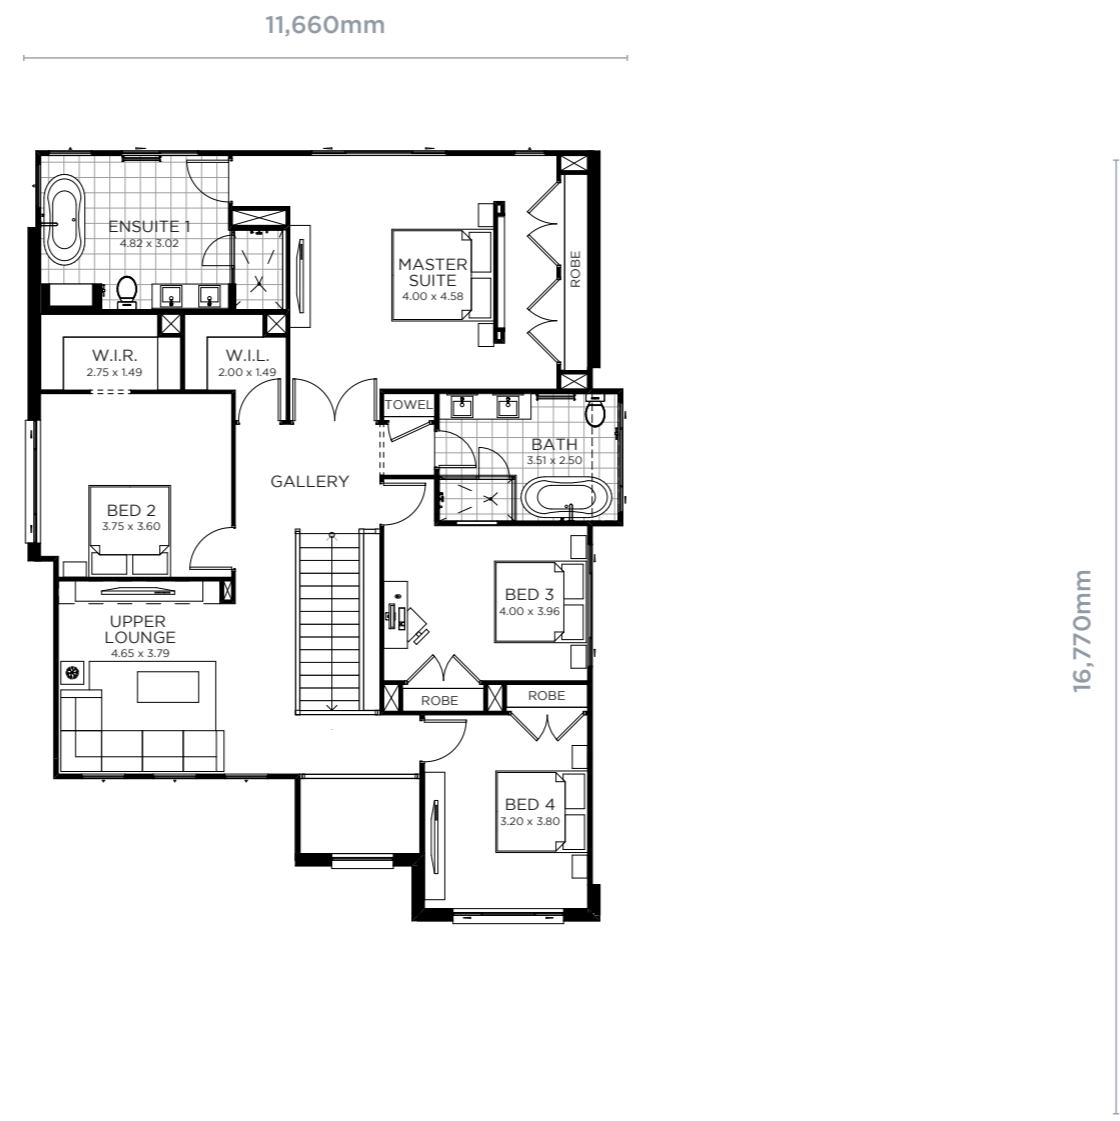 11,660mm
ENSUITE 1
4.82 x 3.02
MASTER
SUITE
4.00 x 4.58
ROBE
W.I.R.
2.75 x 1.49
W.I.L.
2.00 x 1.49
TOWEL
BATH
3.51 x 2.50
GALLERY
BED 2
3.75 x 3.60
BED 3
4.00 x 3.96
UPPER
LOUNGE
4.65 x 3.79
ROBE
ROBE
BED 4
3.20 x 3.80
16,770mm